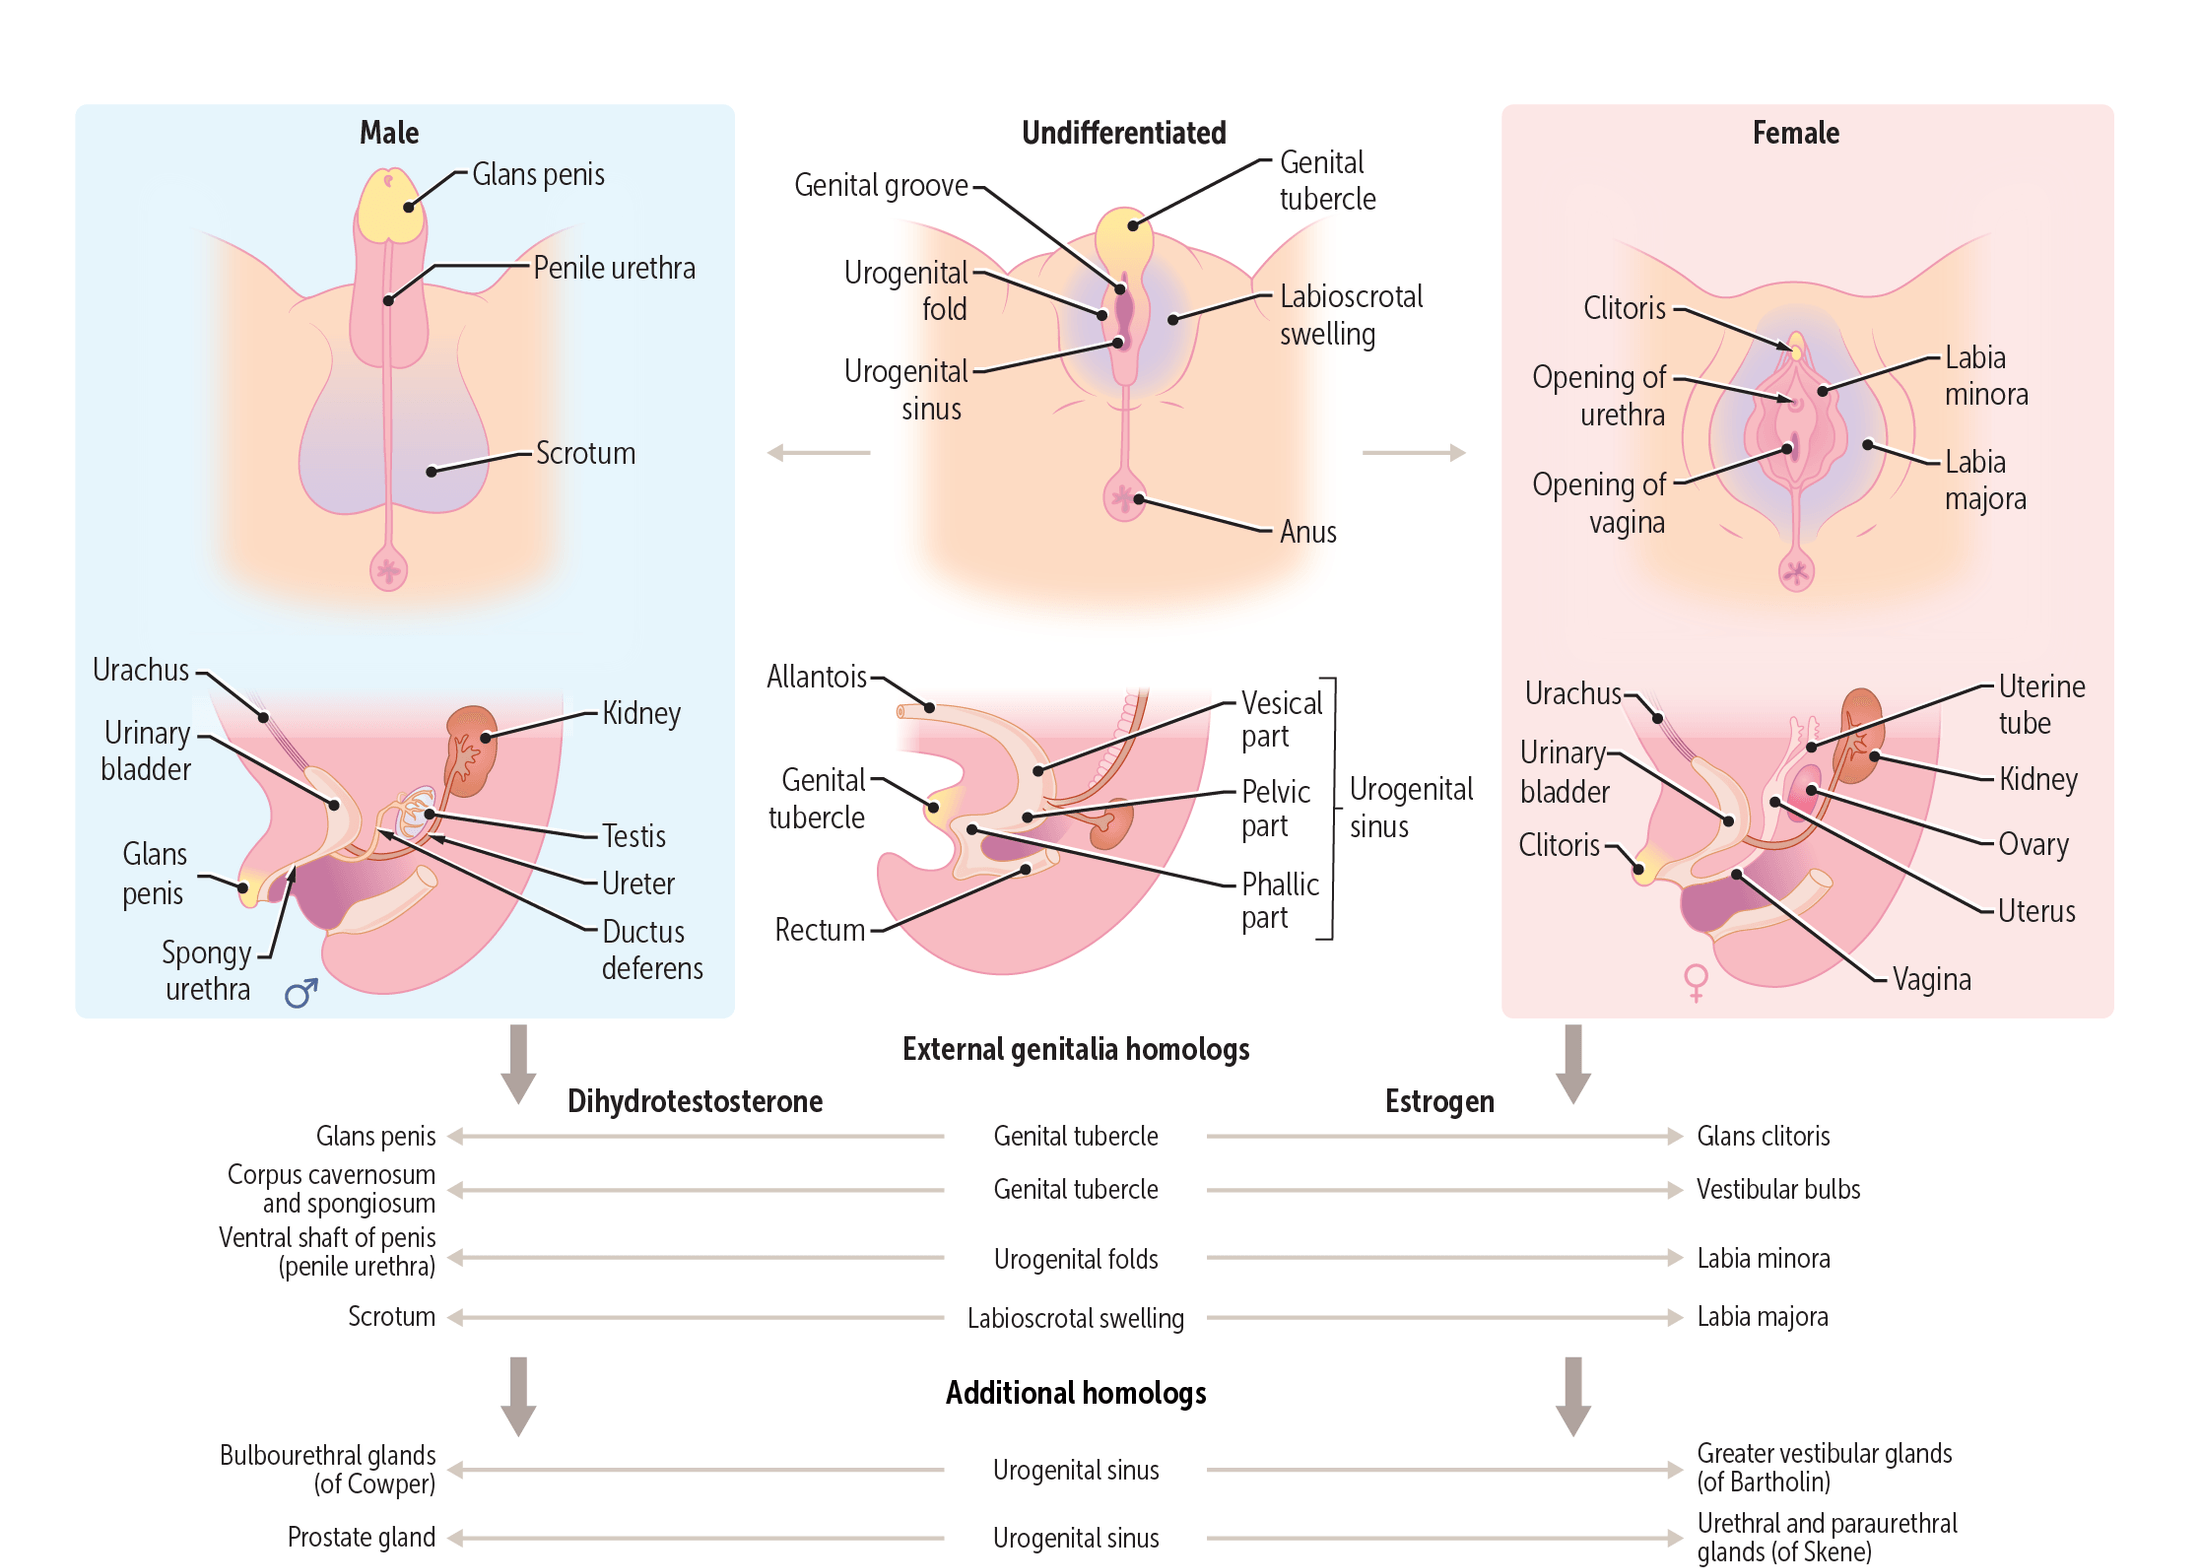 Male
Glans penis
Penile urethra
Scrotum
Urachus
Urinary
bladder
Glans
penis
Spongy
urethra
Kidney
Testis
Ureter
Ductus
deferens
♂
Undifferentiated
Genital groove
Urogenital
fold
Urogenital
sinus
Genital
tubercle
Labioscrotal
swelling
Anus
Allantois
Genital
tubercle
Rectum
Vesical
part
Pelvic
part
Phallic
part
Urogenital
sinus
Female
Clitoris
Opening of
urethra
Opening of
vagina
Labia
minora
Labia
majora
Urachus
Urinary
bladder
Clitoris
Uterine
tube
Kidney
Ovary
Uterus
Vagina
♀
External genitalia homologs
Dihydrotestosterone
Estrogen
Glans penis
Genital tubercle
Glans clitoris
Corpus cavernosum
and spongiosum
Genital tubercle
Vestibular bulbs
Ventral shaft of penis
(penile urethra)
Urogenital folds
Labia minora
Scrotum
Labioscrotal swelling
Labia majora
Additional homologs
Bulbourethral glands
(of Cowper)
Urogenital sinus
Greater vestibular glands
(of Bartholin)
Prostate gland
Urogenital sinus
Urethral and paraurethral
glands (of Skene)